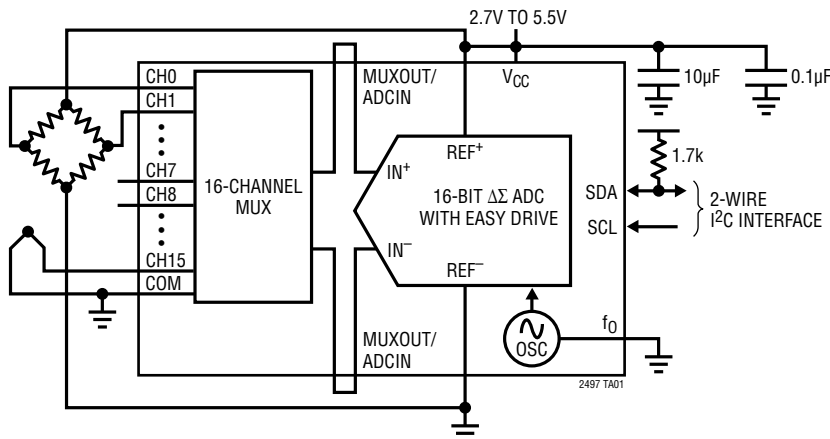 2.7V TO 5.5V
CH0
CH1
CH7
CH8
CH15
COM
16-CHANNEL
MUX
MUXOUT/
ADCIN
VCC
10µF
0.1µF
IN+
IN−
REF+
16-BIT ΔΣ ADC
WITH EASY DRIVE
REF−
1.7k
SDA
SCL
2-WIRE
I2C INTERFACE
MUXOUT/
ADCIN
OSC
fO
2497 TA01